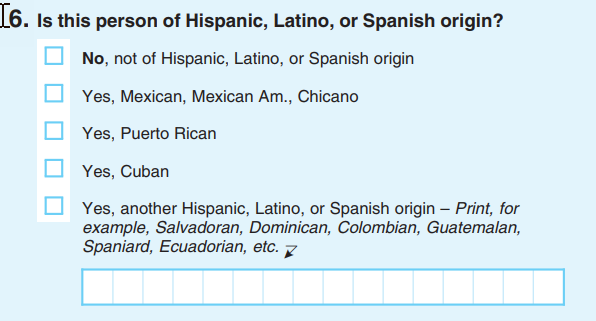 6. Is this person of Hispanic, Latino, or Spanish origin?
No, not of Hispanic, Latino, or Spanish origin
Yes, Mexican, Mexican Am., Chicano
Yes, Puerto Rican
Yes, Cuban
Yes, another Hispanic, Latino, or Spanish origin – Print, for
example, Salvadoran, Dominican, Colombian, Guatemalan,
Spaniard, Ecuadorian, etc.